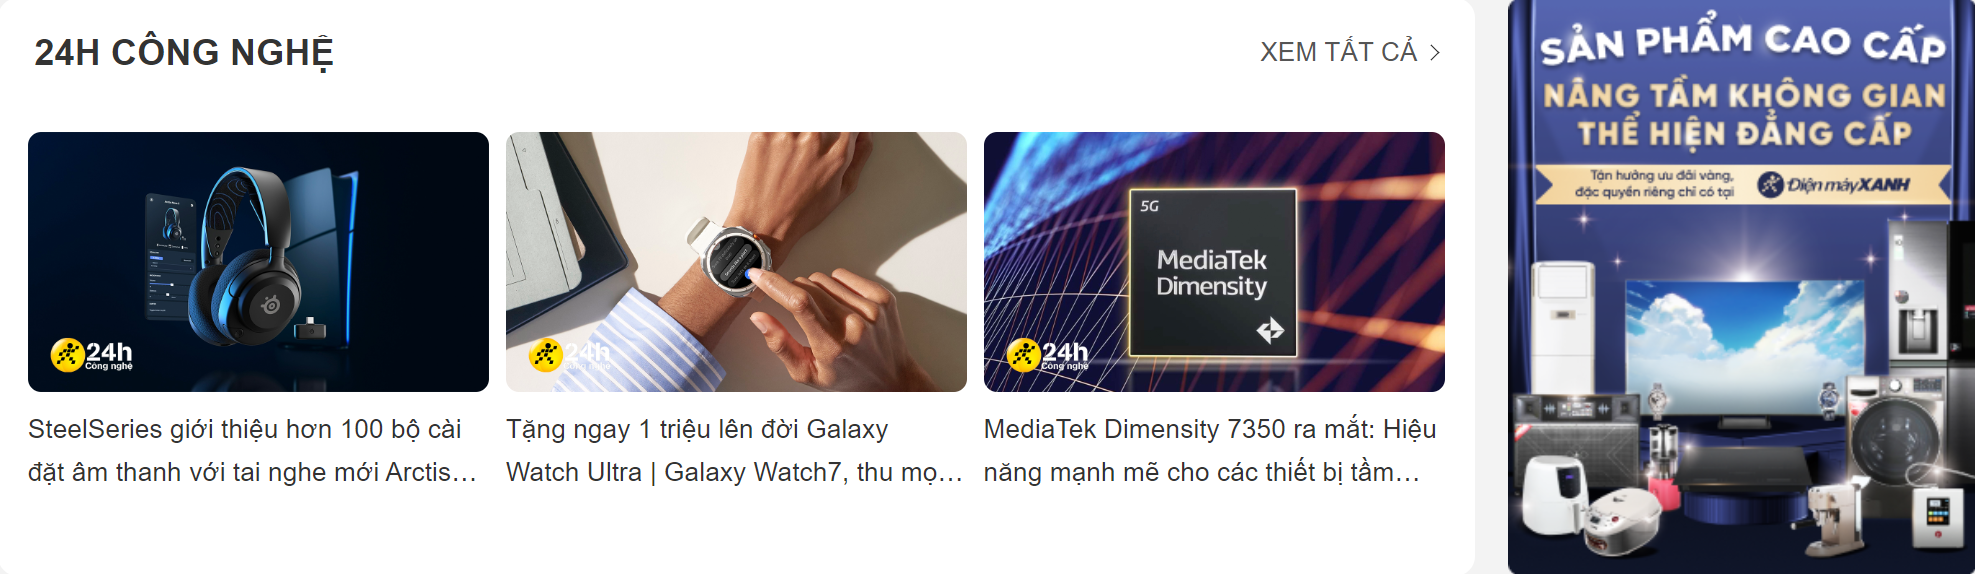 24H CÔNG NGHỆ
XEM TẤT CẢ
24h
Công nghệ
SteelSeries giới thiệu hơn 100 bộ cài
đặt âm thanh với tai nghe mới Arctis...
24h
Công nghệ
Tặng ngay 1 triệu lên đời Galaxy
Watch Ultra | Galaxy Watch7, thu mọ...
5G
MediaTek
Dimensity
24h
Công nghệ
MediaTek Dimensity 7350 ra mắt: Hiệu
năng mạnh mẽ cho các thiết bị tầm...
SẢN PHẨM CAO CẤP
NÂNG TẦM KHÔNG GIAN
THỂ HIỆN ĐẲNG CẤP
Tận hưởng ưu đãi vàng,
đặc quyền riêng chỉ có tại
Điện máy XANH